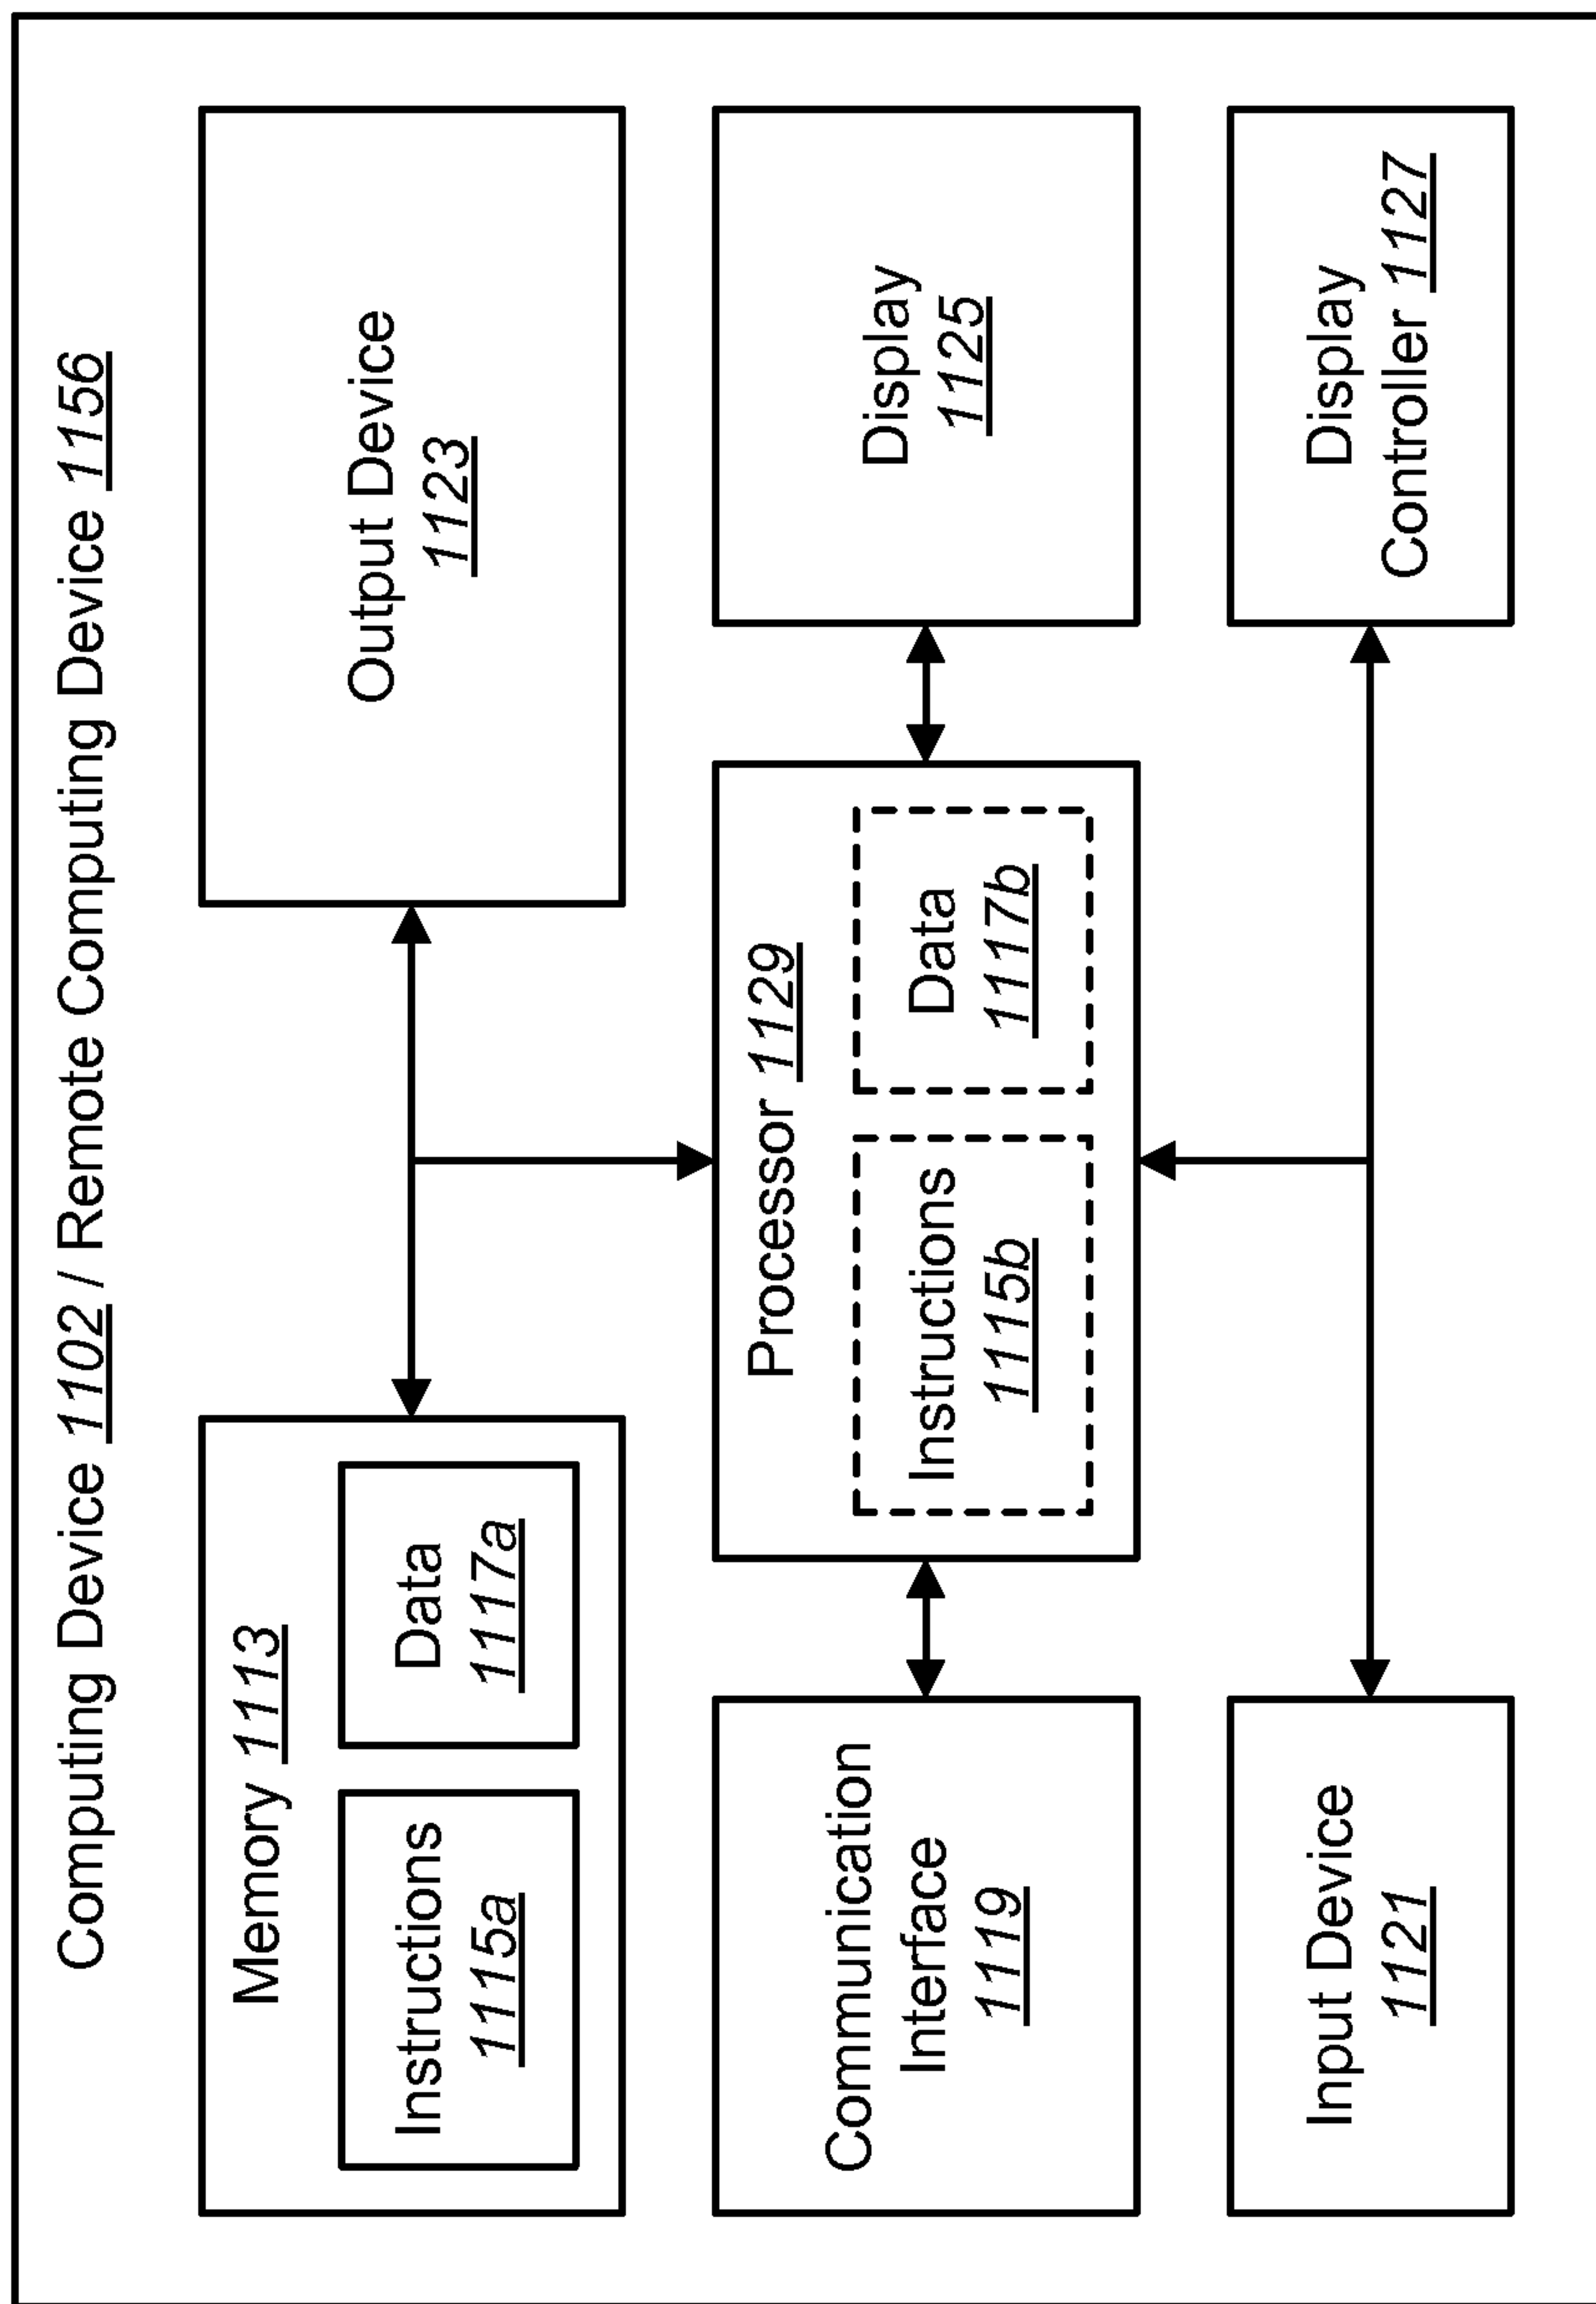 Computing Device 1102 / Remote Computing Device 1156
Memory 1113
Instructions
1115a
Data
1117a
Output Device
1123
Communication
Interface
1119
Processor 1129
Instructions
1115b
Data
1117b
Display
1125
Input Device
1121
Display
Controller 1127